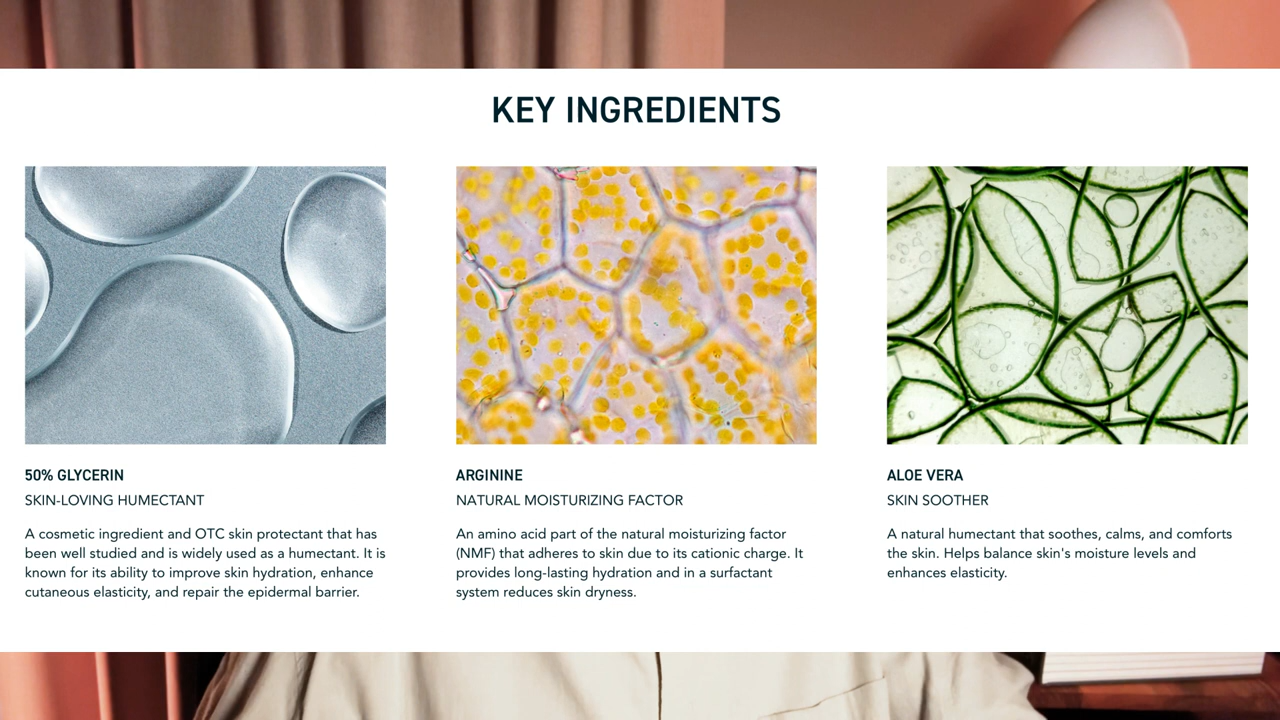 KEY INGREDIENTS
50% GLYCERIN
SKIN-LOVING HUMECTANT
A cosmetic ingredient and OTC skin protectant that has
been well studied and is widely used as a humectant. It is
known for its ability to improve skin hydration, enhance
cutaneous elasticity, and repair the epidermal barrier.
ARGININE
NATURAL MOISTURIZING FACTOR
An amino acid part of the natural moisturizing factor
(NMF) that adheres to skin due to its cationic charge. It
provides long-lasting hydration and in a surfactant
system reduces skin dryness.
ALOE VERA
SKIN SOOTHER
A natural humectant that soothes, calms, and comforts
the skin. Helps balance skin's moisture levels and
enhances elasticity.